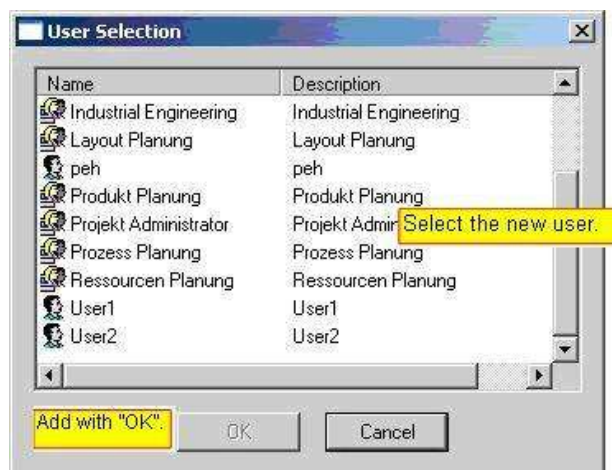 User Selection
Name Description
Industrial Engineering Industrial Engineering
Layout Planung Layout Planung
peh peh
Produkt Planung Produkt Planung
Projekt Administrator Projekt Admin
Select the new user.
Prozess Planung Prozess Planung
Ressourcen Planung Ressourcen Planung
User1 User1
User2 User2
Add with "OK". OK Cancel